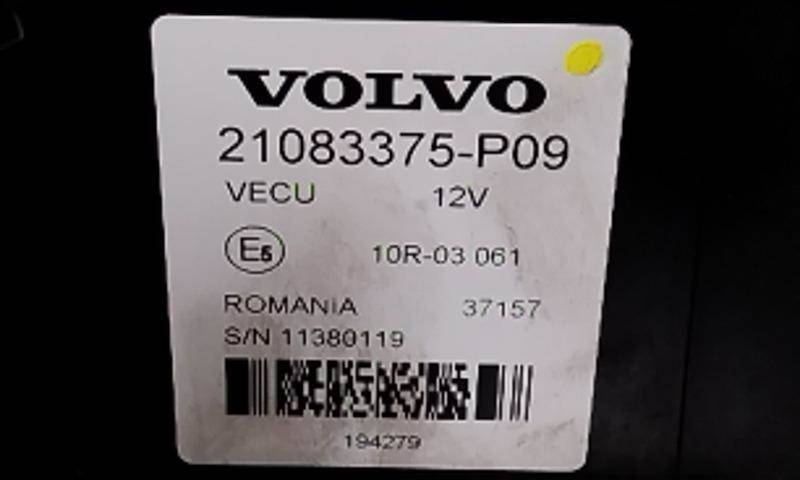 VOLVO
21083375-P09
VECU 12V
E5 10R-03 061
ROMANIA 37157
S/N 11380119
194279